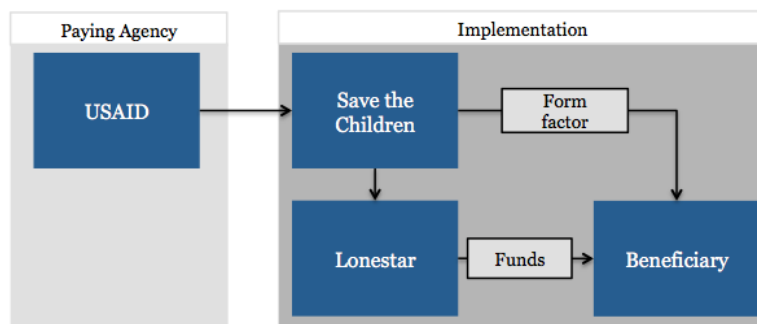 Paying Agency
Implementation
USAID
Save the
Children
Form
factor
Lonestar
Funds
Beneficiary